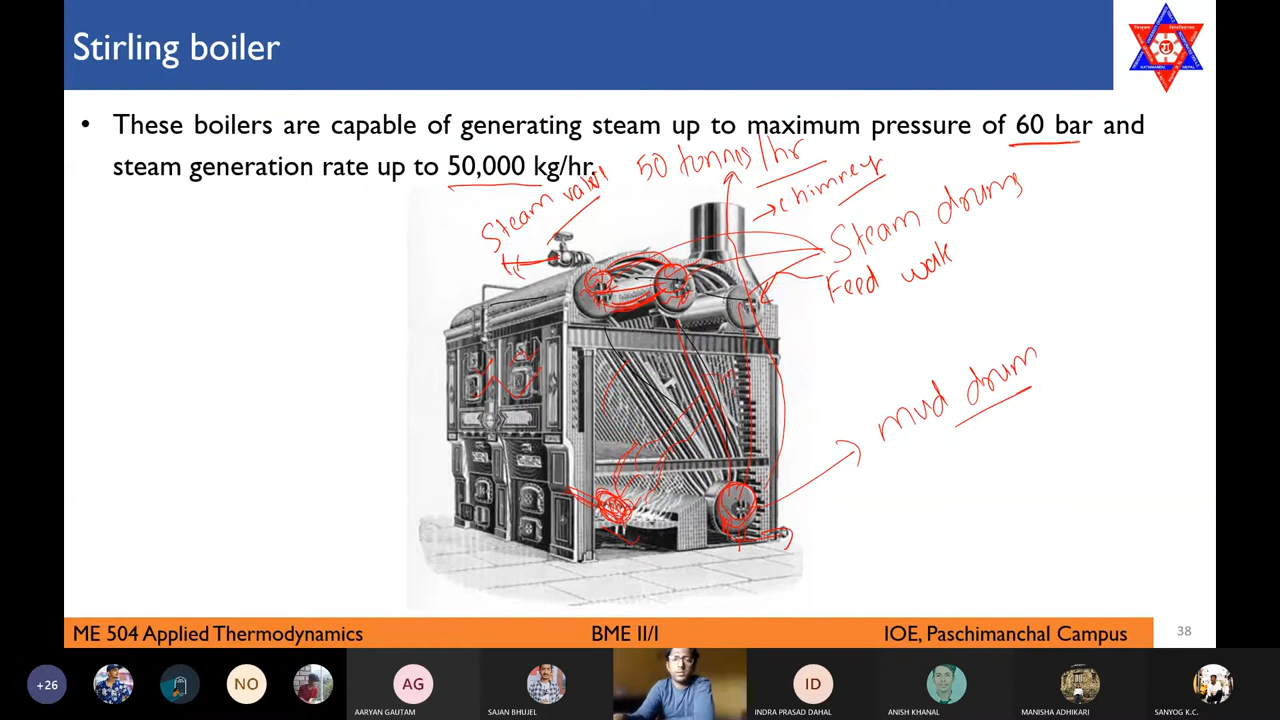 Stirling boiler
• These boilers are capable of generating steam up to maximum pressure of 60 bar and
steam generation rate up to 50,000 kg/hr.
50 tonnes/hr
chimney
Steam
Steam drums
Feed
mud drum
ME 504 Applied Thermodynamics
BME II/I
IOE, Paschimanchal Campus
38
+26
NO
AG
ID
AARYAN GAUTAM
SAJAN BHUJEL
INDRA PRASAD DAHAL
ANISH KHANAL
MANISHA ADHIKARI
SANYOG K.C.